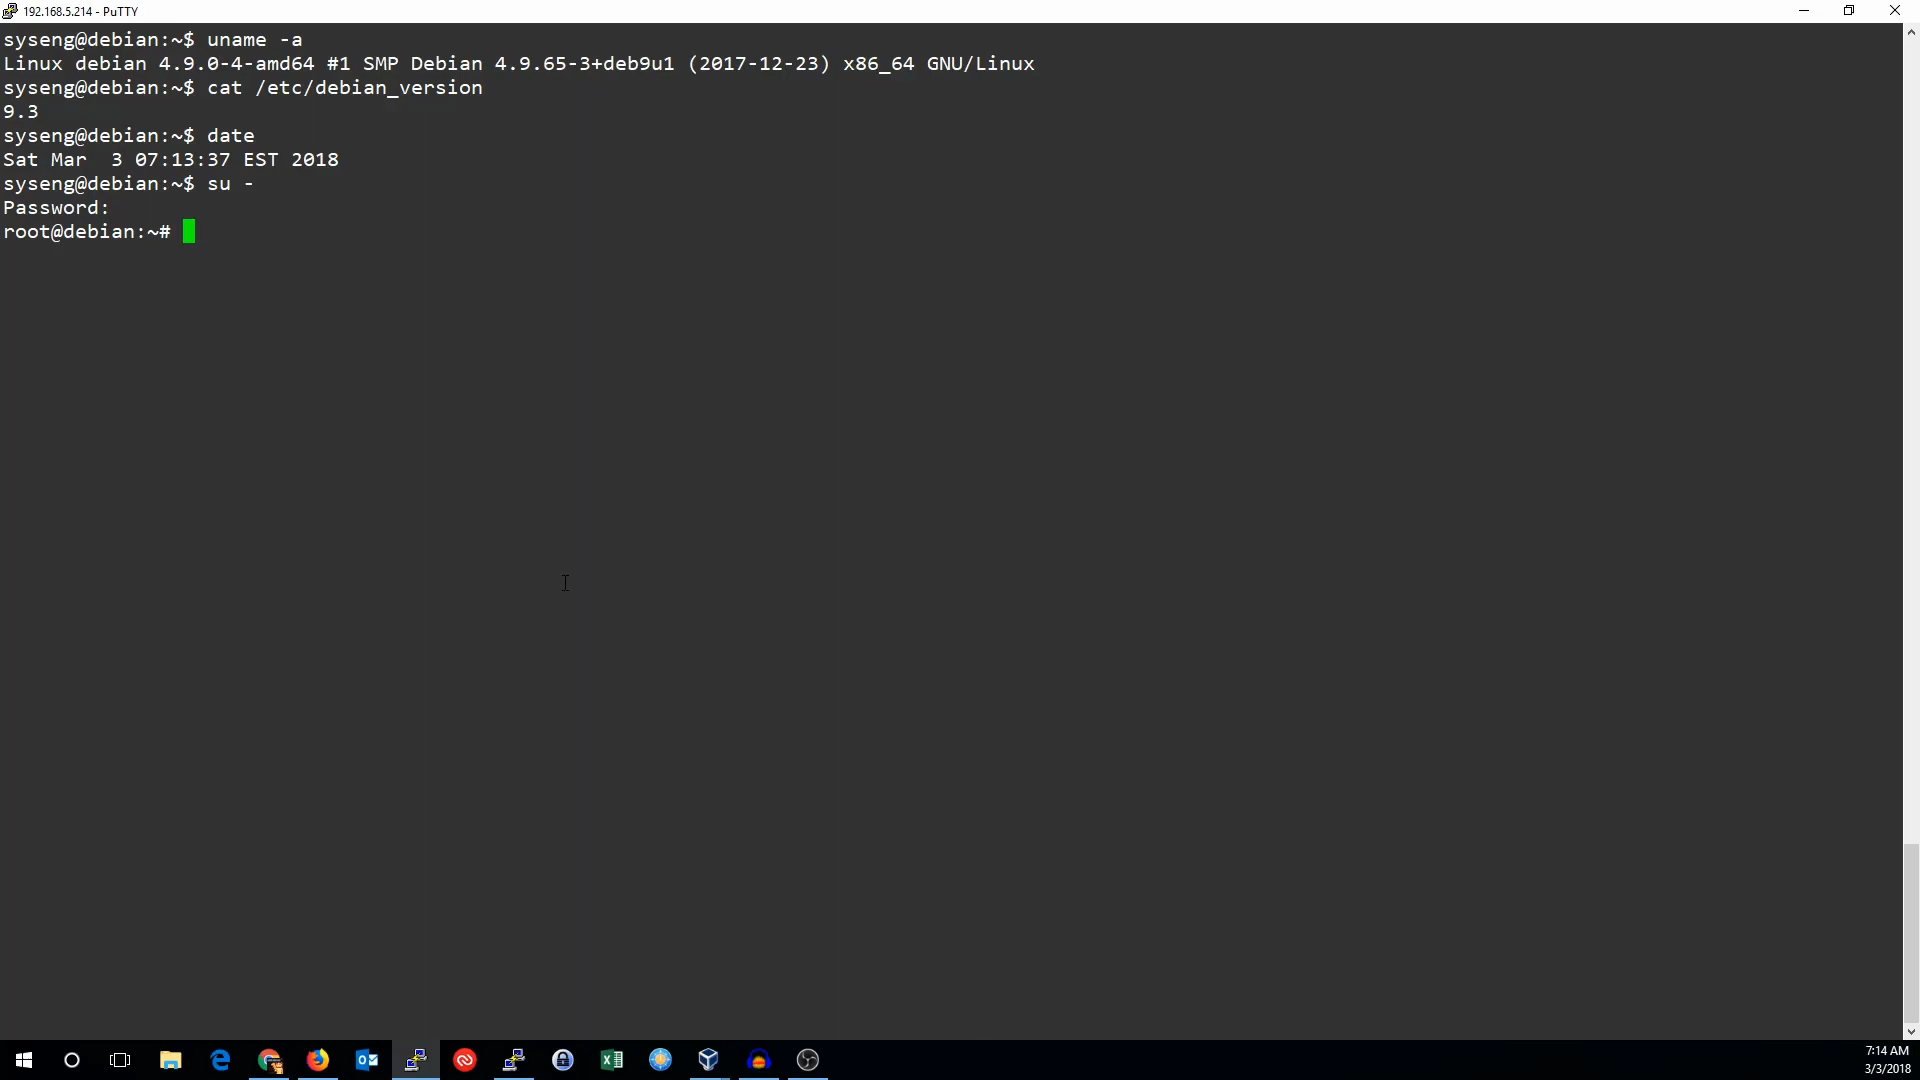 192.168.5.214 - PuTTY
syseng@debian:~$ uname -a
Linux debian 4.9.0-4-amd64 #1 SMP Debian 4.9.65-3+deb9u1 (2017-12-23) x86_64 GNU/Linux
syseng@debian:~$ cat /etc/debian_version
9.3
syseng@debian:~$ date
Sat Mar  3 07:13:37 EST 2018
syseng@debian:~$ su -
Password:
root@debian:~#
7:14 AM
3/3/2018